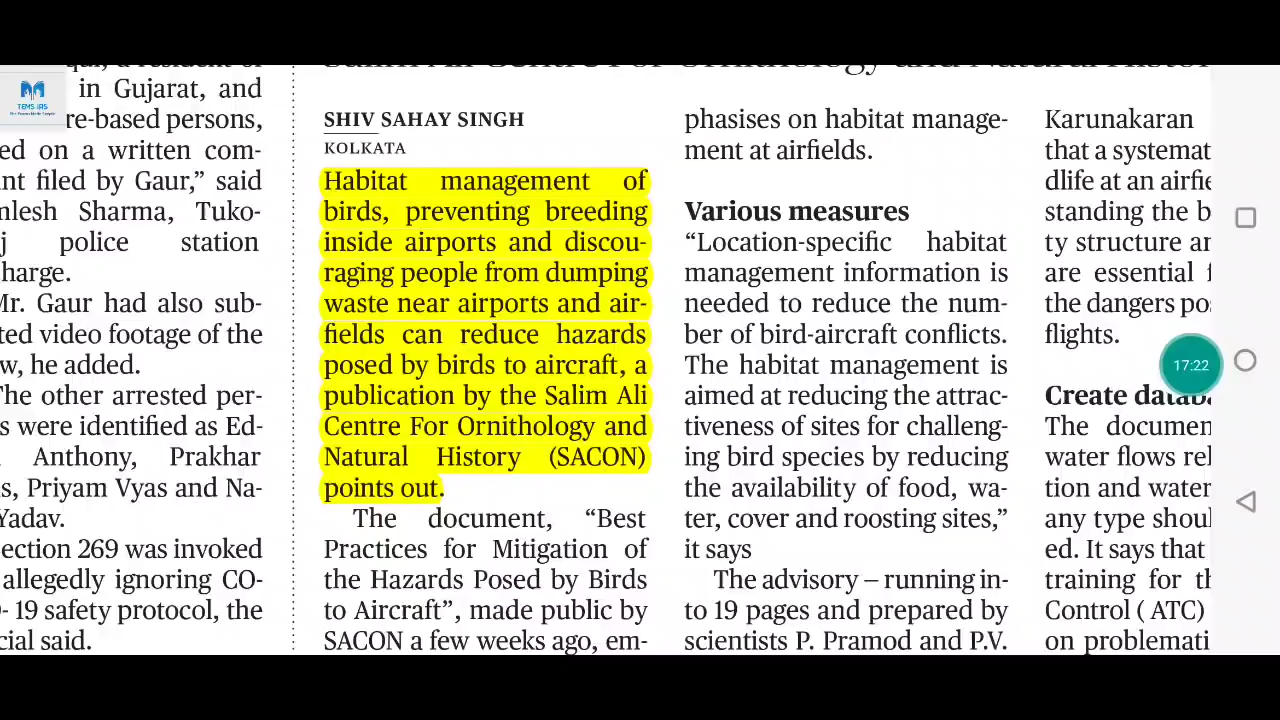 TEMS IAS
in Gujarat, and
re-based persons,
ed on a written com-
nt filed by Gaur,” said
mlesh Sharma, Tuko-
j police station
harge.
Mr. Gaur had also sub-
ted video footage of the
w, he added.
The other arrested per-
s were identified as Ed-
Anthony, Prakhar
s, Priyam Vyas and Na-
Yadav.
ection 269 was invoked
allegedly ignoring CO-
- 19 safety protocol, the
cial said.
SHIV SAHAY SINGH
KOLKATA
Habitat management of
birds, preventing breeding
inside airports and discou-
raging people from dumping
waste near airports and air-
fields can reduce hazards
posed by birds to aircraft, a
publication by the Salim Ali
Centre For Ornithology and
Natural History (SACON)
points out.
The document, “Best
Practices for Mitigation of
the Hazards Posed by Birds
to Aircraft”, made public by
SACON a few weeks ago, em-
phasises on habitat manage-
ment at airfields.
Various measures
“Location-specific habitat
management information is
needed to reduce the num-
ber of bird-aircraft conflicts.
The habitat management is
aimed at reducing the attrac-
tiveness of sites for challeng-
ing bird species by reducing
the availability of food, wa-
ter, cover and roosting sites,”
it says
The advisory – running in-
to 19 pages and prepared by
scientists P. Pramod and P.V.
Karunakaran
that a systemat
dlife at an airfie
standing the b
ty structure an
are essential f
the dangers po
flights.
Create databa
The documen
water flows rel
tion and water
any type shoul
ed. It says that
training for th
Control ( ATC)
on problemati
17:22